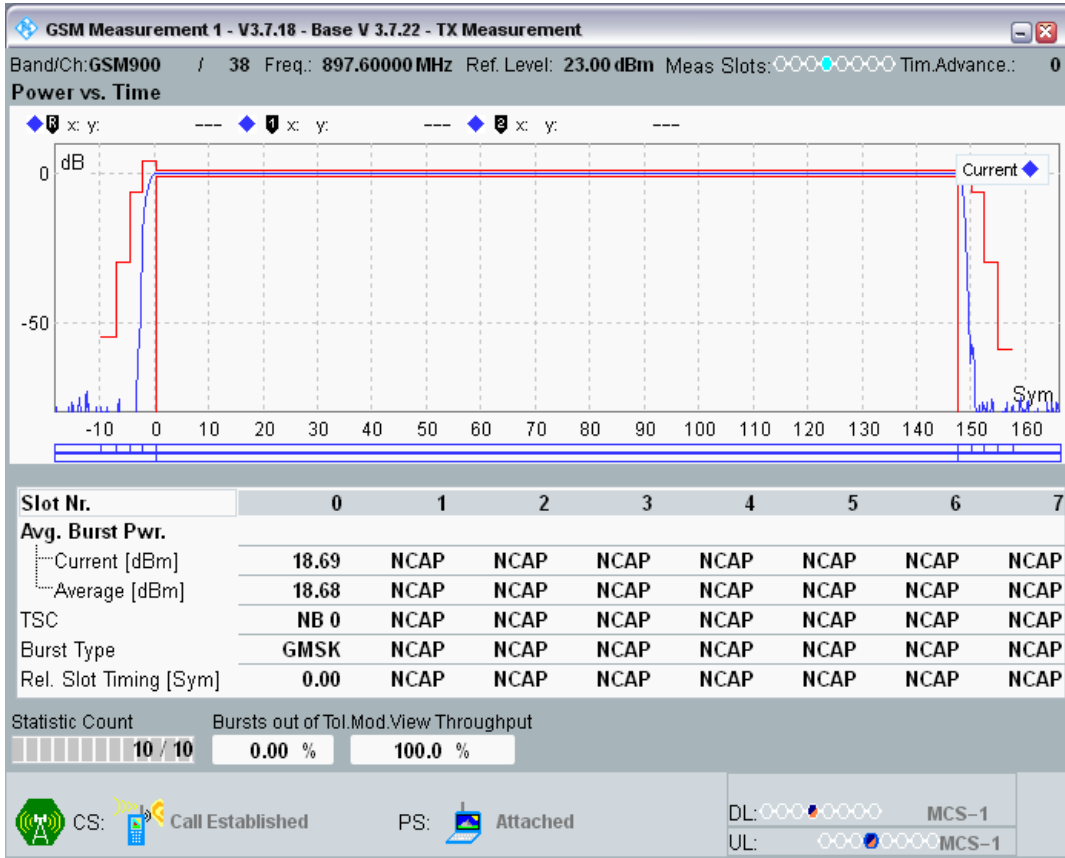 GSM Measurement 1 - V3.7.18 - Base V 3.7.22 - TX Measurement
Band/Ch:GSM900 / 38 Freq.: 897.60000 MHz Ref. Level: 23.00 dBm Meas Slots: Tim.Advance.: 0
Power vs. Time
R x: y: --- 1 x: y: --- 2 x: y: ---
dB
Current
0
-50
Sym
-10 0 10 20 30 40 50 60 70 80 90 100 110 120 130 140 150 160
Slot Nr. 0 1 2 3 4 5 6 7
Avg. Burst Pwr.
Current [dBm] 18.69 NCAP NCAP NCAP NCAP NCAP NCAP NCAP
Average [dBm] 18.68 NCAP NCAP NCAP NCAP NCAP NCAP NCAP
TSC NB 0 NCAP NCAP NCAP NCAP NCAP NCAP NCAP
Burst Type GMSK NCAP NCAP NCAP NCAP NCAP NCAP NCAP
Rel. Slot Timing [Sym] 0.00 NCAP NCAP NCAP NCAP NCAP NCAP NCAP
Statistic Count Bursts out of Tol. Mod.View Throughput
10 / 10 0.00 % 100.0 %
CS: Call Established PS: Attached DL: MCS-1
UL: MCS-1